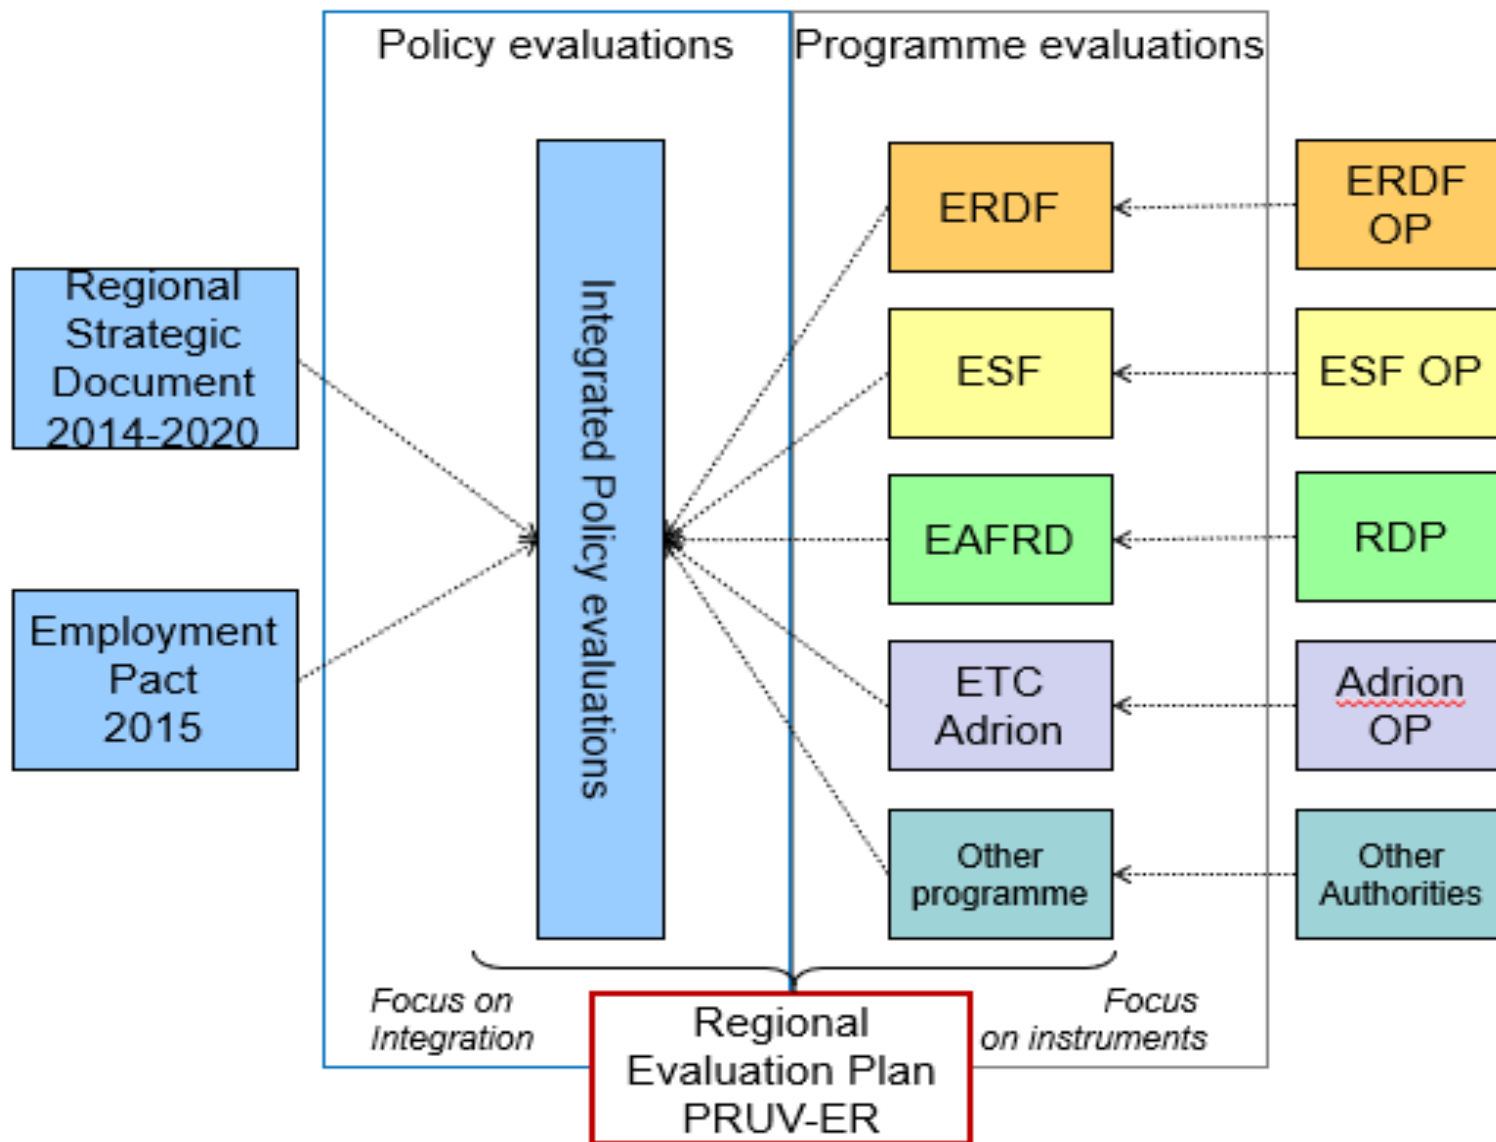 Policy evaluations
Programme evaluations
Regional
Strategic
Document
2014-2020
Employment
Pact
2015
Integrated Policy evaluations
ERDF
ESF
EAFRD
ETC
Adrion
Other
programme
ERDF
OP
ESF OP
RDP
Adrion
OP
Other
Authorities
Focus on
Integration
Focus
on instruments
Regional
Evaluation Plan
PRUV-ER